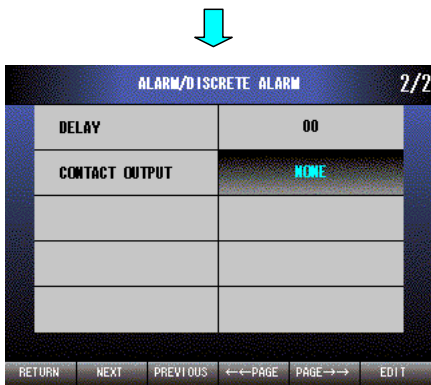 ALARM/DISCRETE ALARM 2/2
DELAY 00
CONTACT OUTPUT NONE
RETURN NEXT PREVIOUS ←←PAGE PAGE→→ EDIT